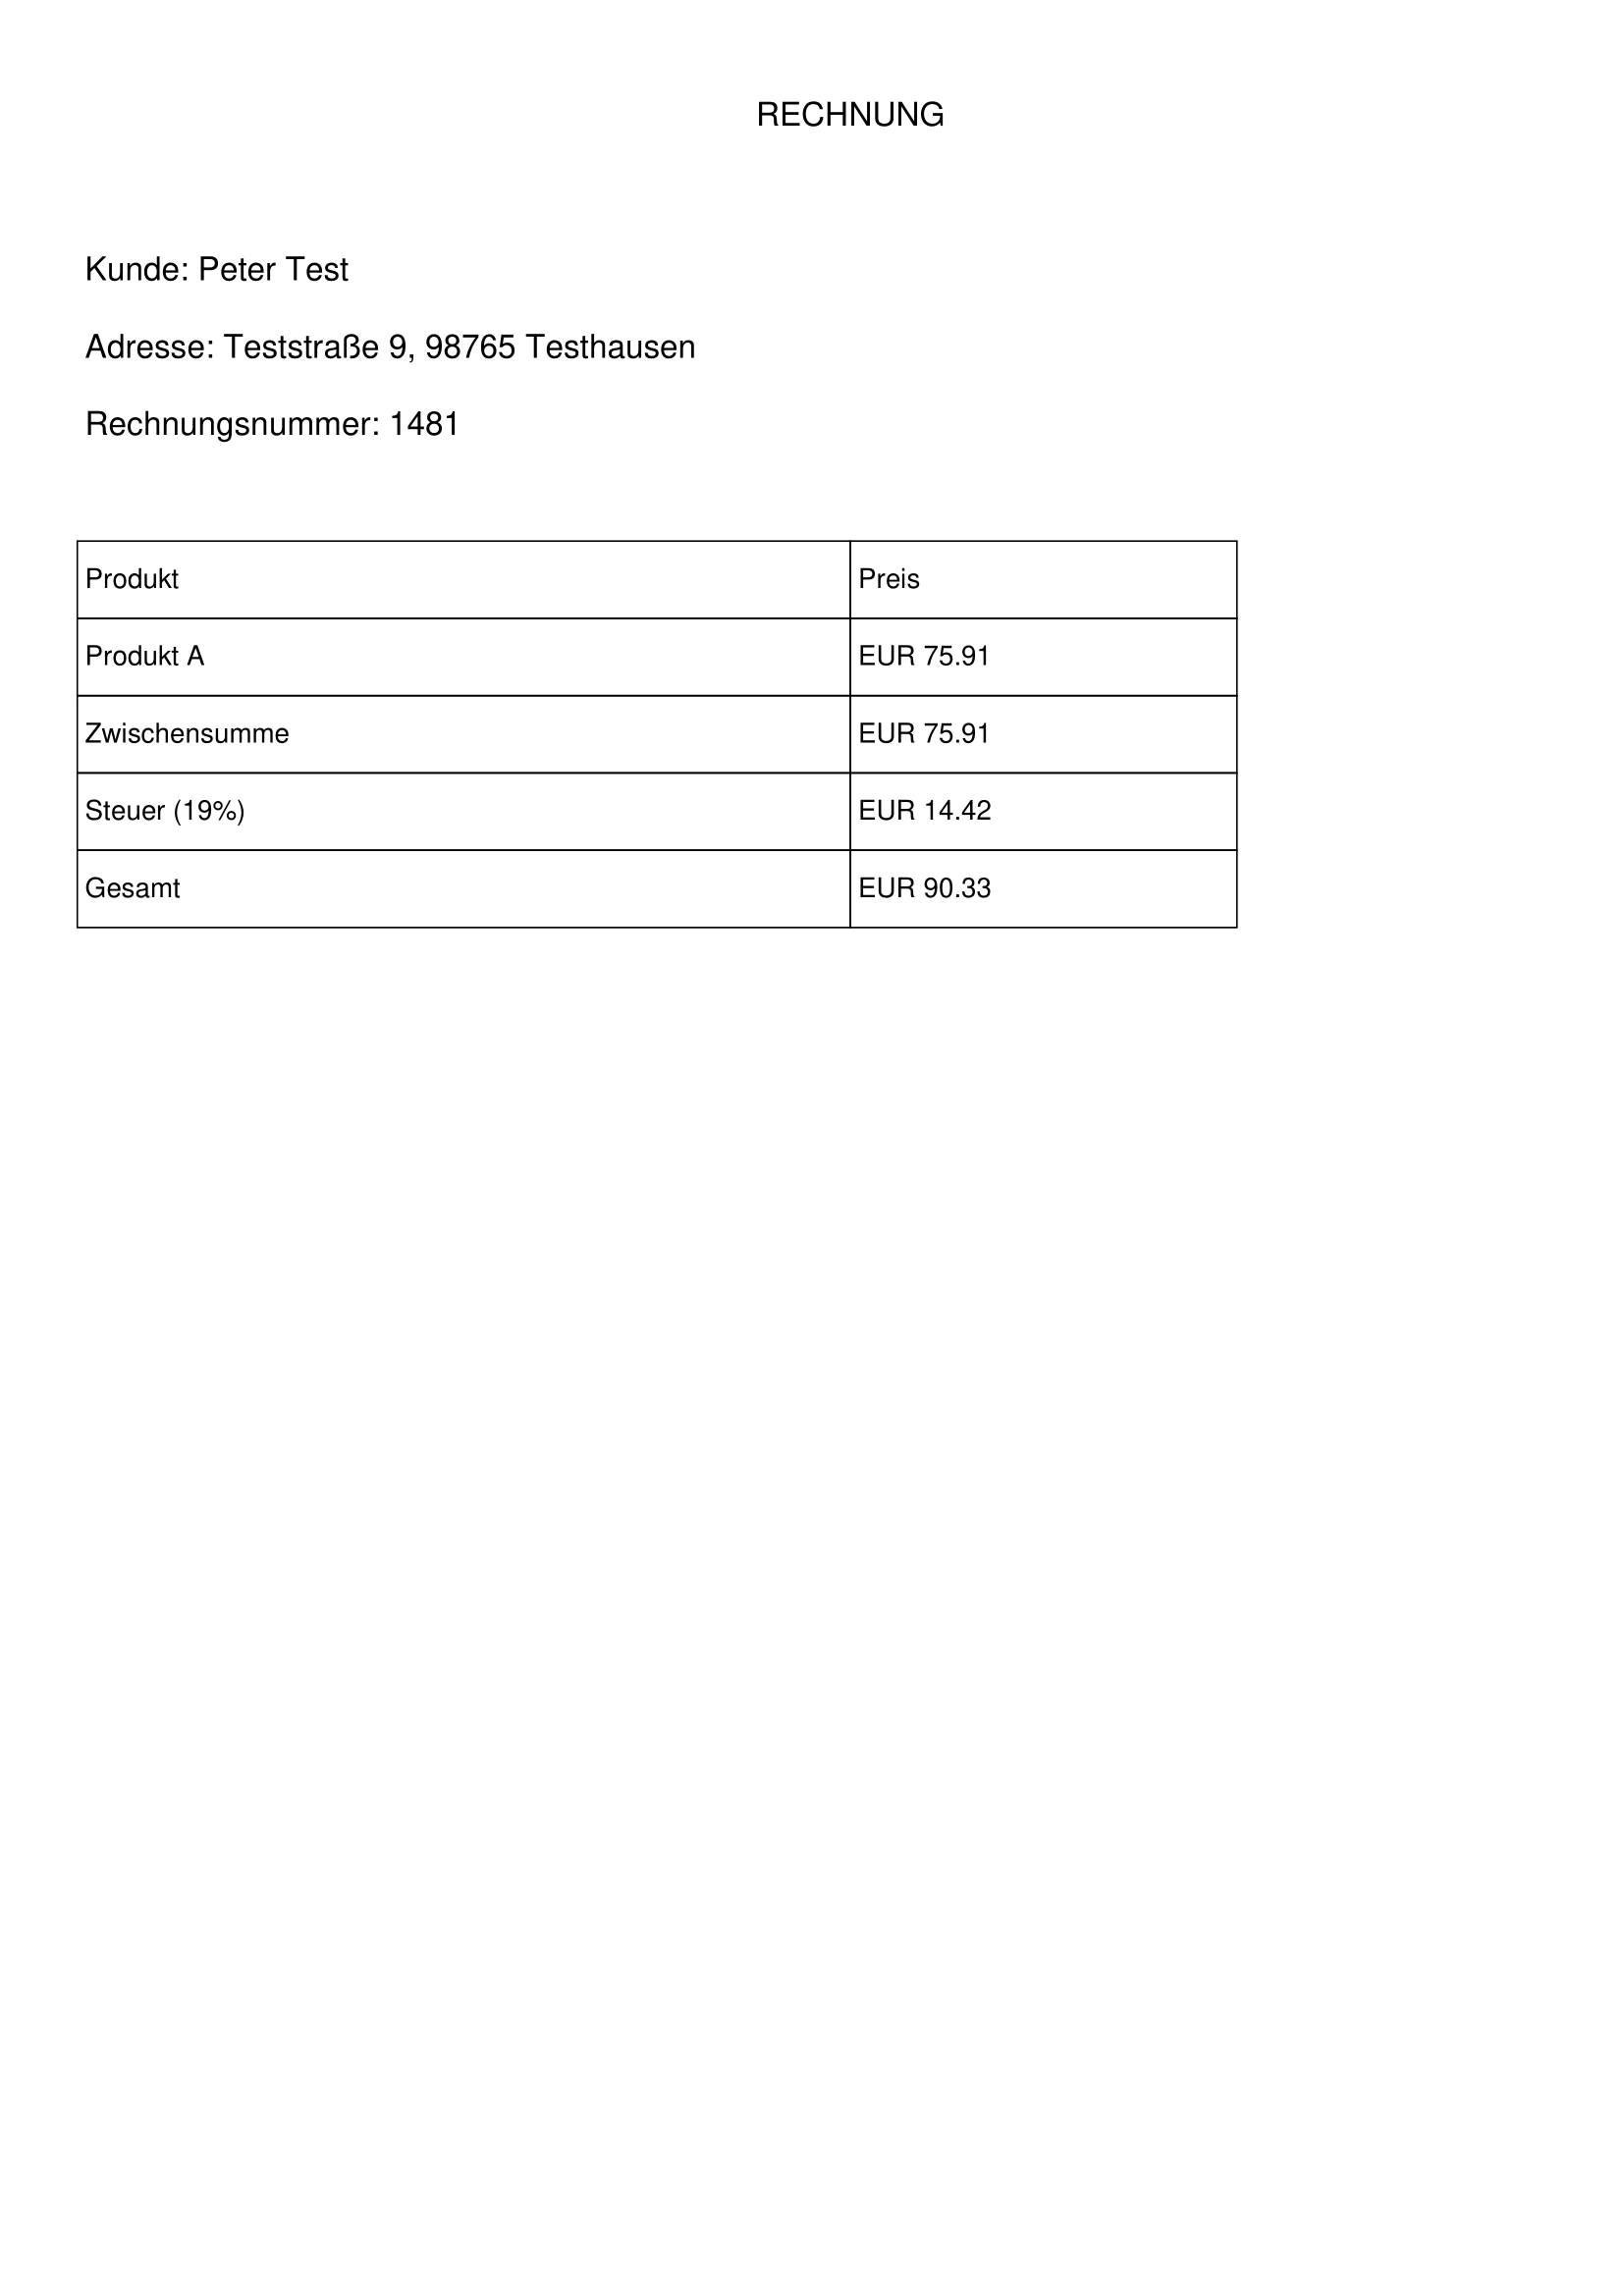 RECHNUNG
Kunde: Peter Test
Adresse: Teststraße 9, 98765 Testhausen
Rechnungsnummer: 1481
Produkt Preis
Produkt A EUR 75.91
Zwischensumme EUR 75.91
Steuer (19%) EUR 14.42
Gesamt EUR 90.33